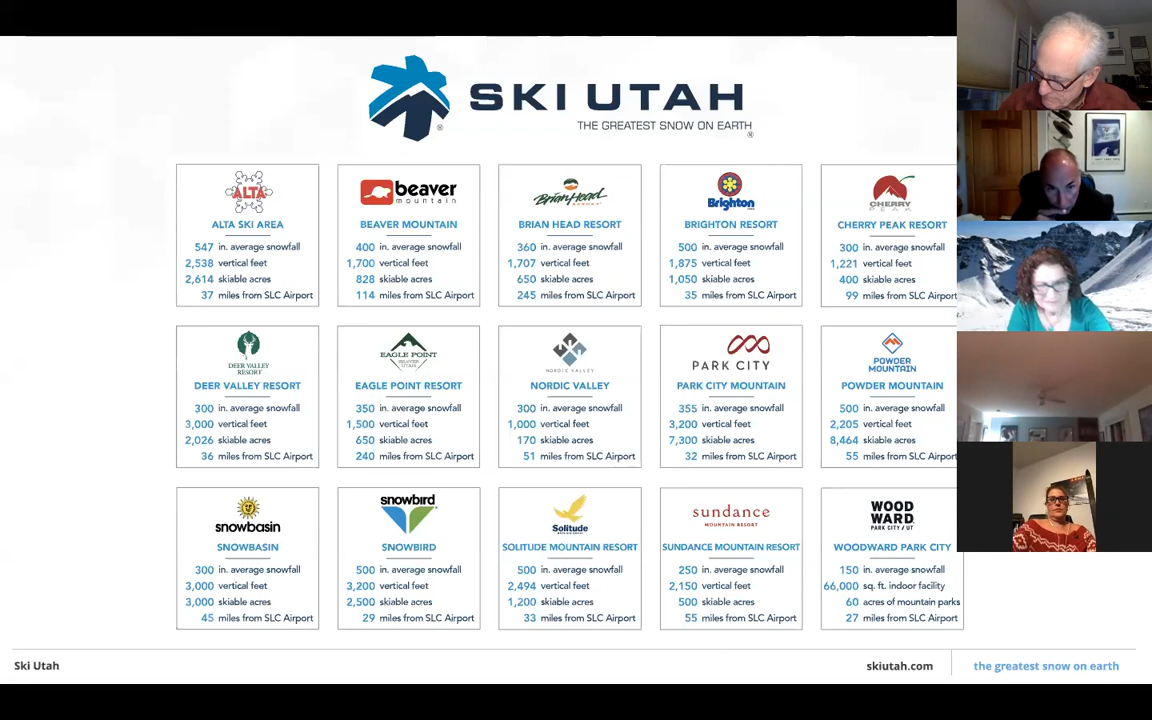 SKI UTAH
THE GREATEST SNOW ON EARTH
®
®
ALTA
ALTA SKI AREA
547 in. average snowfall
2,538 vertical feet
2,614 skiable acres
37 miles from SLC Airport
beaver
mountain
BEAVER MOUNTAIN
400 in. average snowfall
1,700 vertical feet
828 skiable acres
114 miles from SLC Airport
Brian Head
RESORT
BRIAN HEAD RESORT
360 in. average snowfall
1,707 vertical feet
650 skiable acres
245 miles from SLC Airport
Brighton
BRIGHTON RESORT
500 in. average snowfall
1,875 vertical feet
1,050 skiable acres
35 miles from SLC Airport
CHERRY
PEAK
CHERRY PEAK RESORT
300 in. average snowfall
1,221 vertical feet
400 skiable acres
99 miles from SLC Airport
DEER VALLEY
RESORT
DEER VALLEY RESORT
300 in. average snowfall
3,000 vertical feet
2,026 skiable acres
36 miles from SLC Airport
EAGLE POINT
BEAVER
UTAH
EAGLE POINT RESORT
350 in. average snowfall
1,500 vertical feet
650 skiable acres
240 miles from SLC Airport
NORDIC VALLEY
NORDIC VALLEY
300 in. average snowfall
1,000 vertical feet
170 skiable acres
51 miles from SLC Airport
PARK CITY
PARK CITY MOUNTAIN
355 in. average snowfall
3,200 vertical feet
7,300 skiable acres
32 miles from SLC Airport
POWDER
MOUNTAIN
POWDER MOUNTAIN
500 in. average snowfall
2,205 vertical feet
8,464 skiable acres
55 miles from SLC Airport
snowbasin
SNOWBASIN
300 in. average snowfall
3,000 vertical feet
3,000 skiable acres
45 miles from SLC Airport
snowbird
SNOWBIRD
500 in. average snowfall
3,200 vertical feet
2,500 skiable acres
29 miles from SLC Airport
Solitude
SOLITUDE MOUNTAIN RESORT
500 in. average snowfall
2,494 vertical feet
1,200 skiable acres
33 miles from SLC Airport
sundance
MOUNTAIN RESORT
SUNDANCE MOUNTAIN RESORT
250 in. average snowfall
2,150 vertical feet
500 skiable acres
55 miles from SLC Airport
WOOD
WARD
PARK CITY / UT
WOODWARD PARK CITY
150 in. average snowfall
66,000 sq. ft. indoor facility
60 acres of mountain parks
27 miles from SLC Airport
Ski Utah
skiutah.com
the greatest snow on earth